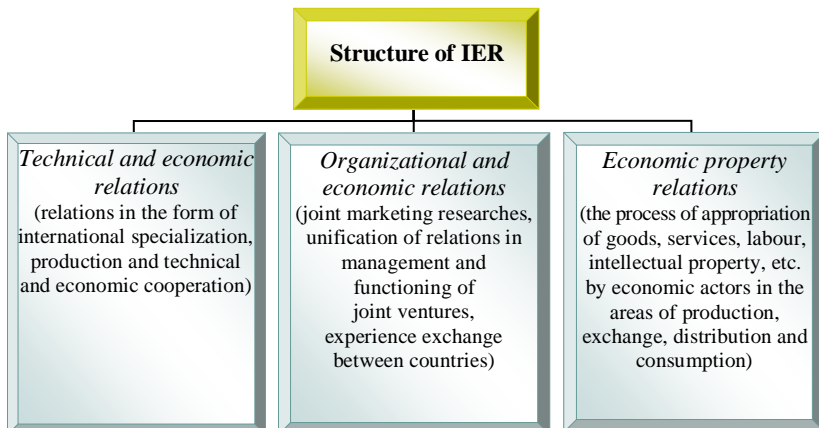 Structure of IER
Technical and economic
relations
(relations in the form of
international specialization,
production and technical
and economic cooperation)
Organizational and
economic relations
(joint marketing researches,
unification of relations in
management and
functioning of
joint ventures,
experience exchange
between countries)
Economic property
relations
(the process of appropriation
of goods, services, labour,
intellectual property, etc.
by economic actors in the
areas of production,
exchange, distribution and
consumption)